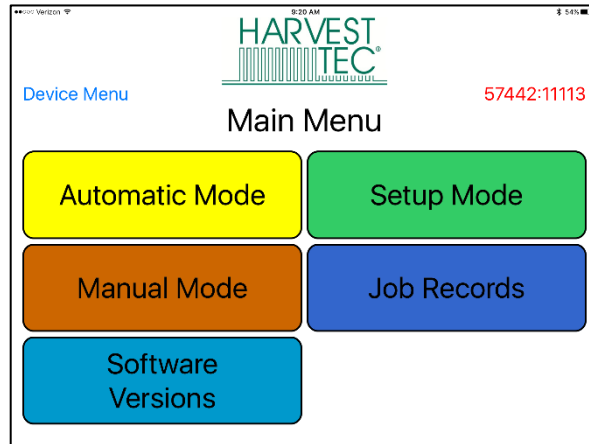 Verizon 9:20 AM 54%
HARVEST
TEC®
Device Menu 57442:11113
Main Menu
Automatic Mode Setup Mode
Manual Mode Job Records
Software
Versions